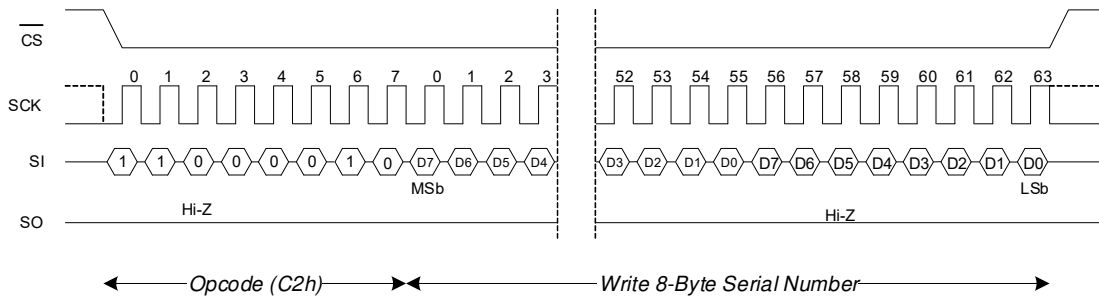 CS
0 1 2 3 4 5 6 7 0 1 2 3 52 53 54 55 56 57 58 59 60 61 62 63
SCK
SI 1 1 0 0 0 0 1 0 D7 D6 D5 D4 D3 D2 D1 D0 D7 D6 D5 D4 D3 D2 D1 D0
MSb LSb
Hi-Z Hi-Z
SO
Opcode (C2h) Write 8-Byte Serial Number